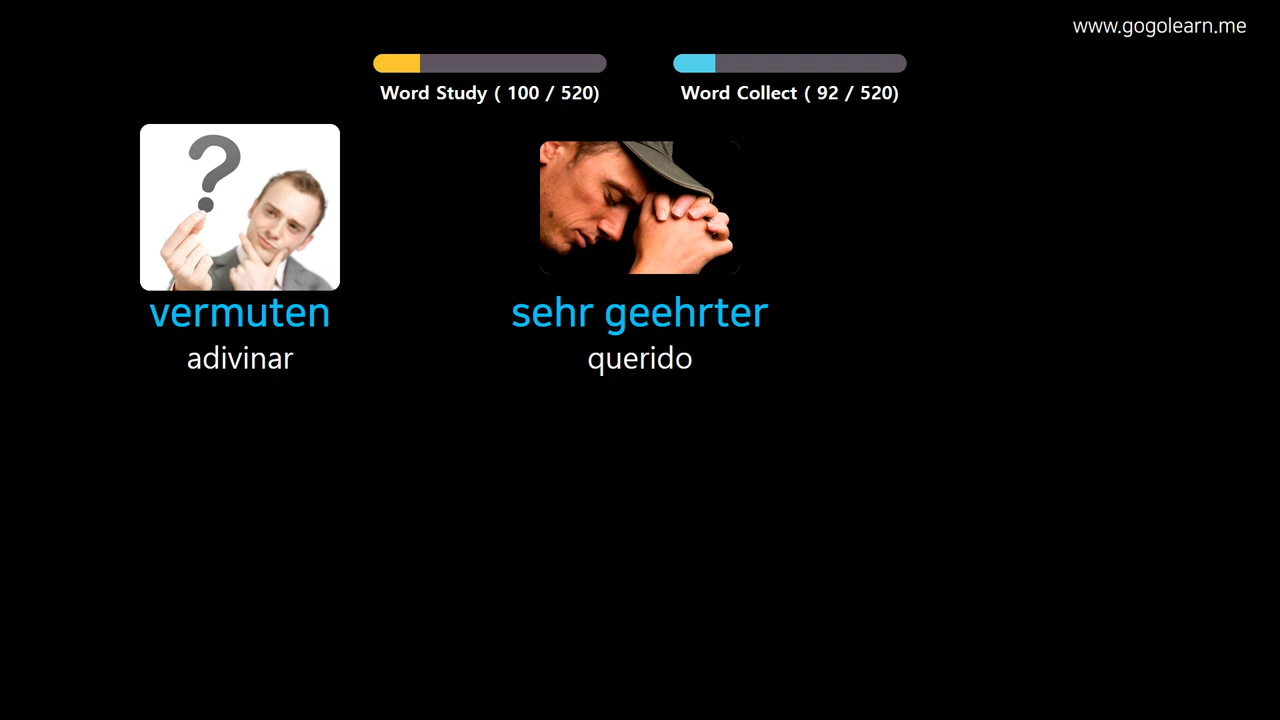 www.gogolearn.me
Word Study ( 100 / 520)
Word Collect ( 92 / 520)
?
vermuten
adivinar
sehr geehrter
querido